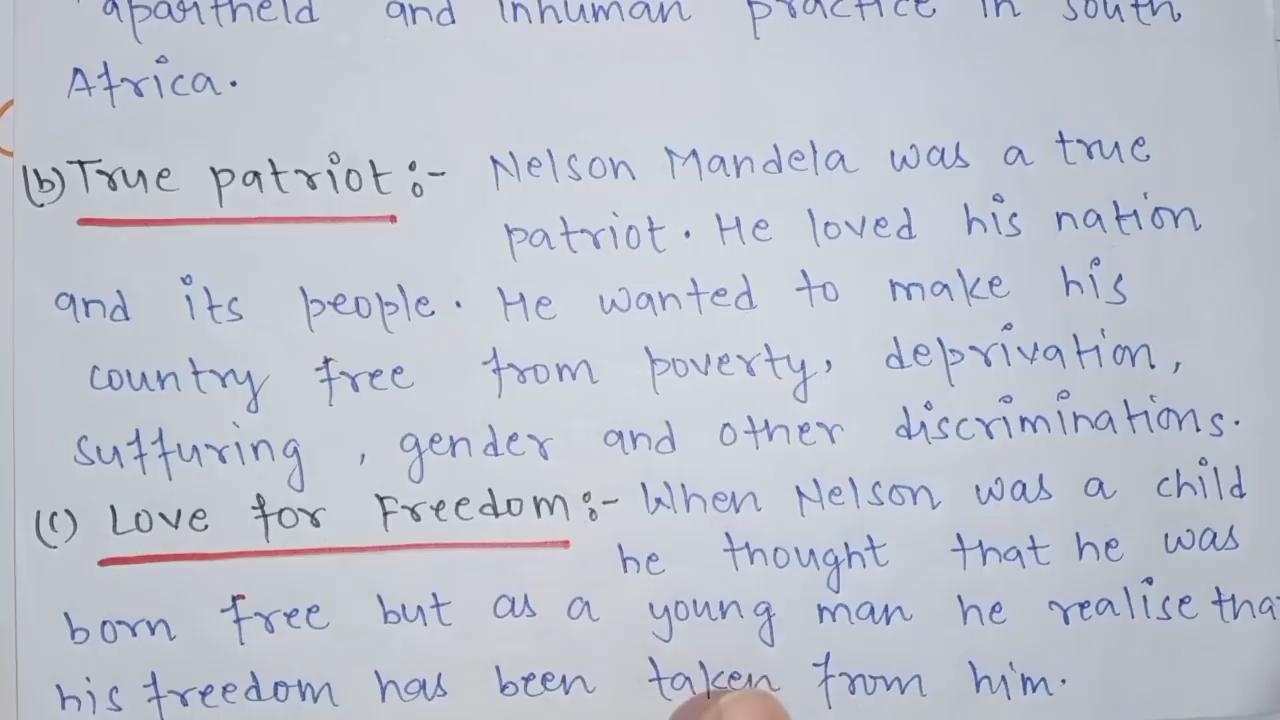 apartheid and inhuman practice in south
Africa.
(b) True patriot :- Nelson Mandela was a true
patriot. He loved his nation
and its people. He wanted to make his
country free from poverty, deprivation,
suffuring, gender and other discriminations.
(c) Love for Freedom :- When Nelson was a child
he thought that he was
born free but as a young man he realise tha
his freedom has been taken from him.